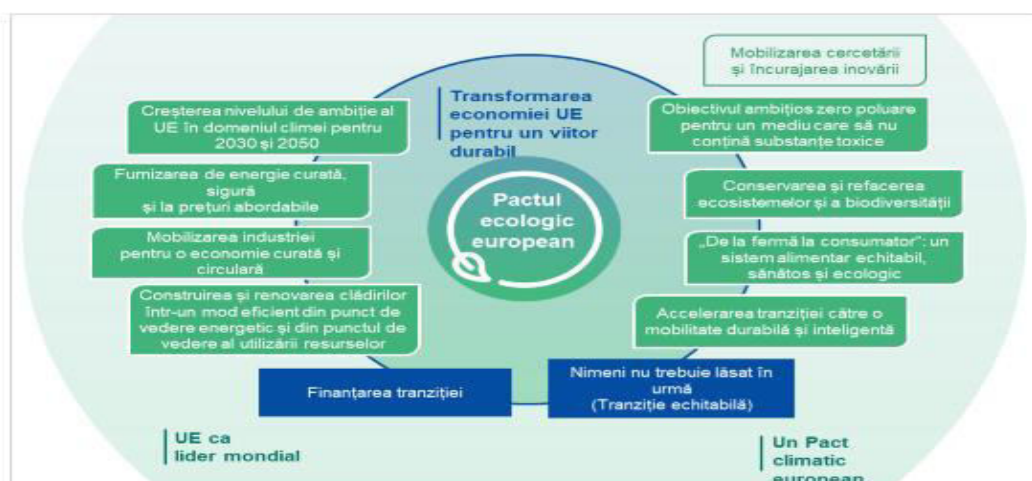 Mobilizarea cercetării
și încurajarea inovării
Transformarea
economiei UE
pentru un viitor
durabil
Creșterea nivelului de ambiție al
UE în domeniul climei pentru
2030 și 2050
Furnizarea de energie curată,
sigură
și la prețuri abordabile
Mobilizarea industriei
pentru o economie curată și
circulară
Construirea și renovarea clădirilor
într-un mod eficient din punct de
vedere energetic și din punctul de
vedere al utilizării resurselor
Pactul
ecologic
european
Obiectivul ambițios zero poluare
pentru un mediu care să nu
conțină substanțe toxice
Conservarea și refacerea
ecosistemelor și a biodiversității
„De la fermă la consumator”: un
sistem alimentar echitabil,
sănătos și ecologic
Accelerarea tranziției către o
mobilitate durabilă și inteligentă
Finanțarea tranziției
Nimeni nu trebuie lăsat în
urmă
(Tranziție echitabilă)
UE ca
lider mondial
Un Pact
climatic
european